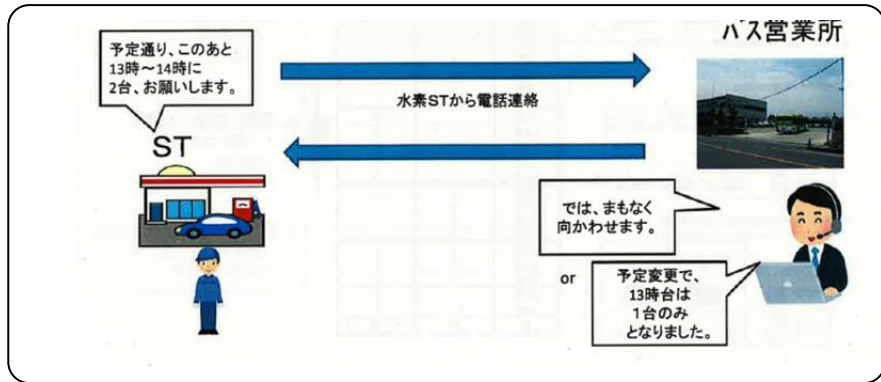 バス営業所
予定通り、このあと
13時～14時に
2台、お願いします。
水素STから電話連絡
ST
では、まもなく
向かわせます。
or
予定変更で、
13時台は
1台のみ
となりました。